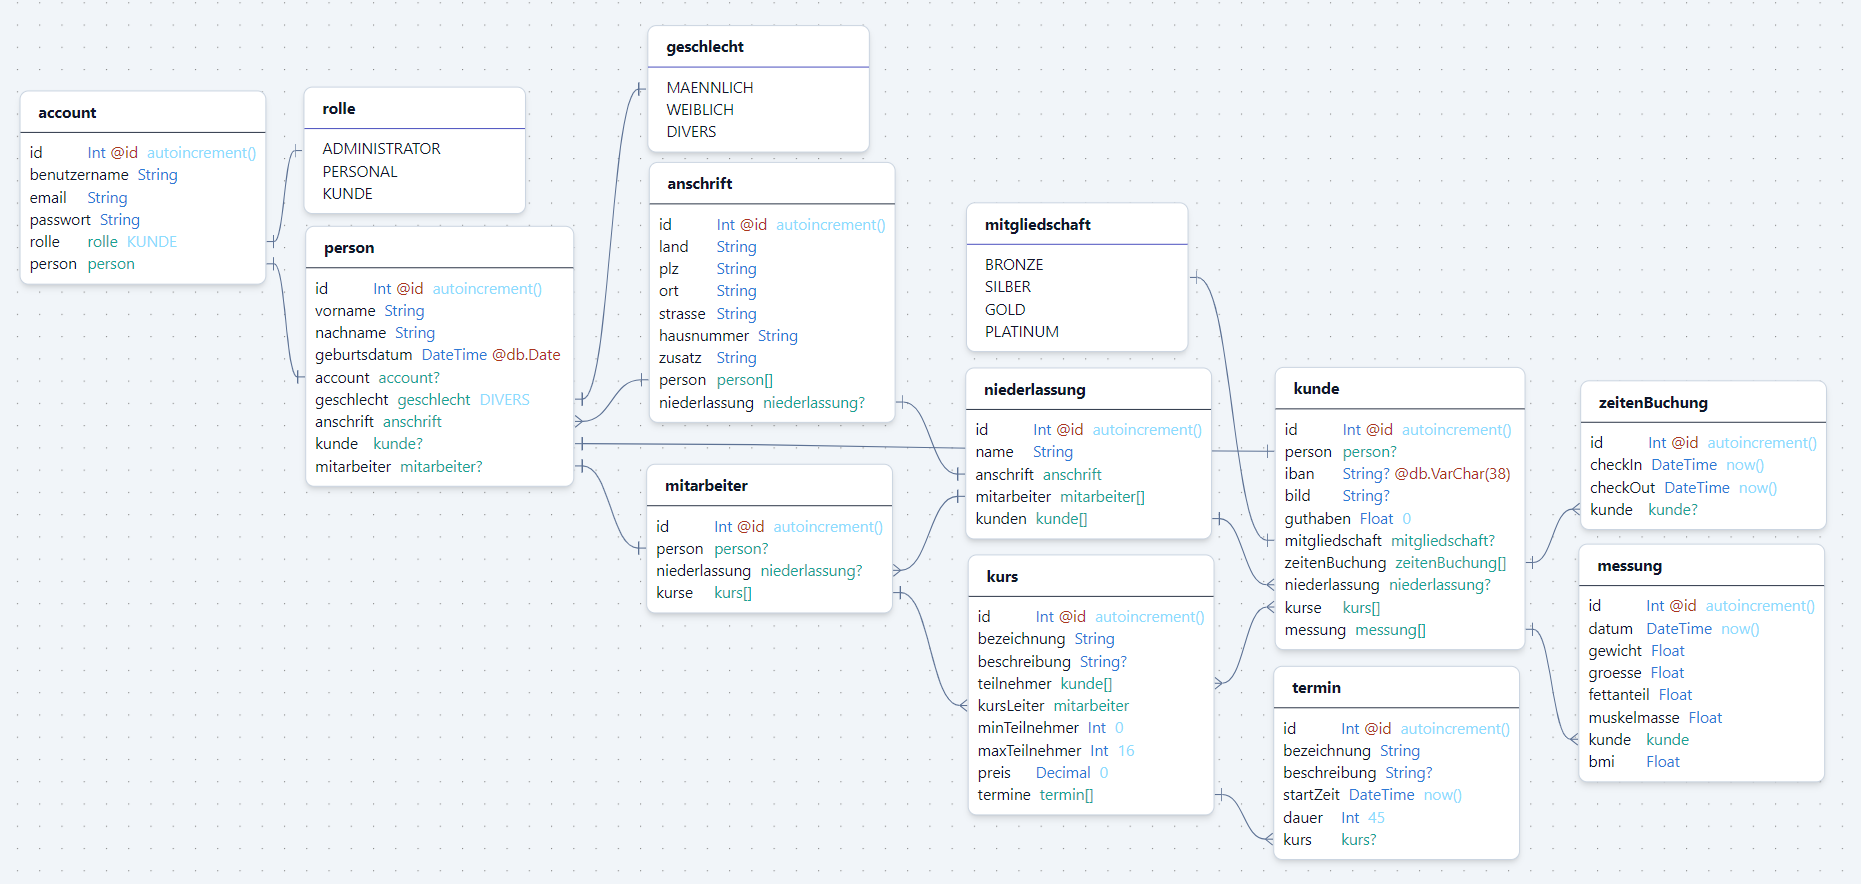 account
id Int @id autoincrement()
benutzername String
email String
passwort String
rolle rolle KUNDE
person person
rolle
ADMINISTRATOR
PERSONAL
KUNDE
person
id Int @id autoincrement()
vorname String
nachname String
geburtsdatum DateTime @db.Date
account account?
geschlecht geschlecht DIVERS
anschrift anschrift
kunde kunde?
mitarbeiter mitarbeiter?
geschlecht
MAENNLICH
WEIBLICH
DIVERS
anschrift
id Int @id autoincrement()
land String
plz String
ort String
strasse String
hausnummer String
zusatz String
person person[]
niederlassung niederlassung?
mitarbeiter
id Int @id autoincrement()
person person?
niederlassung niederlassung?
kurse kurs[]
mitgliedschaft
BRONZE
SILBER
GOLD
PLATINUM
niederlassung
id Int @id autoincrement()
name String
anschrift anschrift
mitarbeiter mitarbeiter[]
kunden kunde[]
kurs
id Int @id autoincrement()
bezeichnung String
beschreibung String?
teilnehmer kunde[]
kursLeiter mitarbeiter
minTeilnehmer Int 0
maxTeilnehmer Int 16
preis Decimal 0
termine termin[]
kunde
id Int @id autoincrement()
person person?
iban String? @db.VarChar(38)
bild String?
guthaben Float 0
mitgliedschaft mitgliedschaft?
zeitenBuchung zeitenBuchung[]
niederlassung niederlassung?
kurse kurs[]
messung messung[]
termin
id Int @id autoincrement()
bezeichnung String
beschreibung String?
startZeit DateTime now()
dauer Int 45
kurs kurs?
zeitenBuchung
id Int @id autoincrement()
checkIn DateTime now()
checkOut DateTime now()
kunde kunde?
messung
id Int @id autoincrement()
datum DateTime now()
gewicht Float
groesse Float
fettanteil Float
muskelmasse Float
kunde kunde
bmi Float